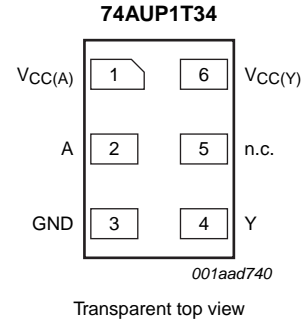 74AUP1T34
VCC(A) 1 6 VCC(Y)
A 2 5 n.c.
GND 3 4 Y
001aad740
Transparent top view